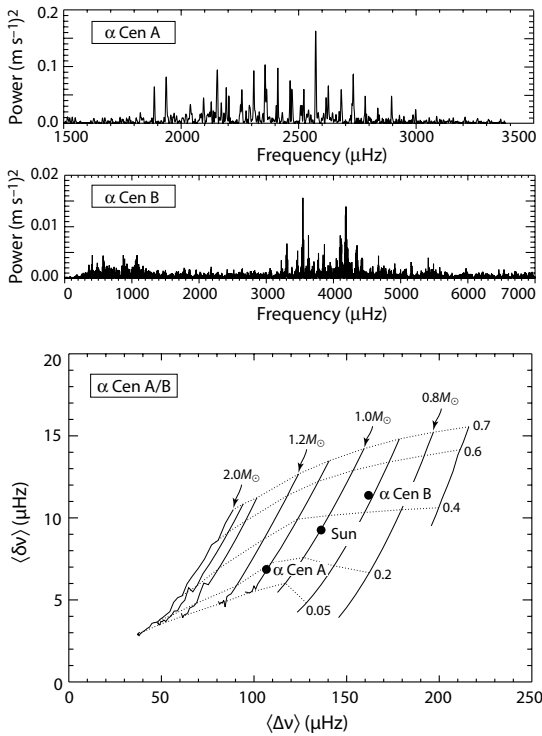 α Cen A
Power (m s⁻¹)²
0.2
0.1
0.0
1500 2000 2500 3000 3500
Frequency (μHz)
α Cen B
Power (m s⁻¹)²
0.02
0.01
0.00
0 1000 2000 3000 4000 5000 6000 7000
Frequency (μHz)
α Cen A/B
⟨δν⟩ (μHz)
20
15
10
5
0
2.0M☉
1.2M☉
1.0M☉
0.8M☉
0.7
0.6
α Cen B
0.4
Sun
α Cen A
0.2
0.05
0 50 100 150 200 250
⟨Δν⟩ (μHz)